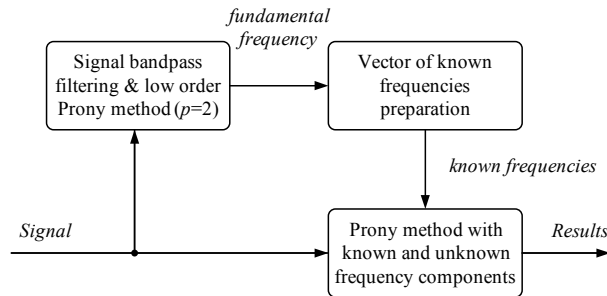 fundamental
frequency
Signal bandpass
filtering & low order
Prony method (p=2)
Vector of known
frequencies
preparation
known frequencies
Signal
Prony method with
known and unknown
frequency components
Results